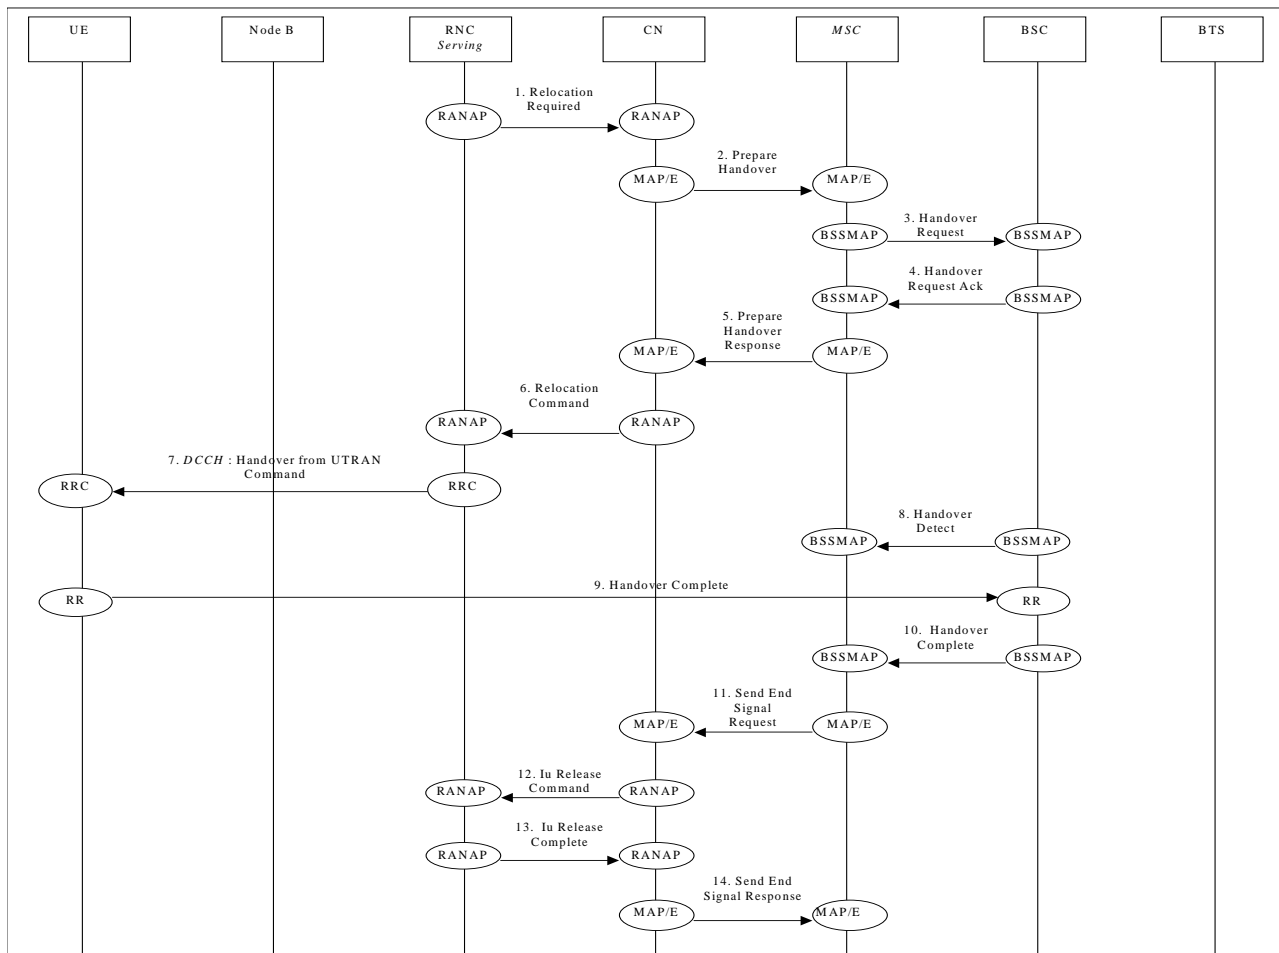 UE
Node B
RNC
Serving
CN
MSC
BSC
BTS
1. Relocation
Required
RANAP
RANAP
2. Prepare
Handover
MAP/E
MAP/E
3. Handover
Request
BSSMAP
BSSMAP
4. Handover
Request Ack
BSSMAP
BSSMAP
5. Prepare
Handover
Response
MAP/E
MAP/E
6. Relocation
Command
RANAP
RANAP
7. DCCH : Handover from UTRAN
Command
RRC
RRC
8. Handover
Detect
BSSMAP
BSSMAP
9. Handover Complete
RR
RR
10. Handover
Complete
BSSMAP
BSSMAP
11. Send End
Signal
Request
MAP/E
MAP/E
12. Iu Release
Command
RANAP
RANAP
13. Iu Release
Complete
RANAP
RANAP
14. Send End
Signal Response
MAP/E
MAP/E